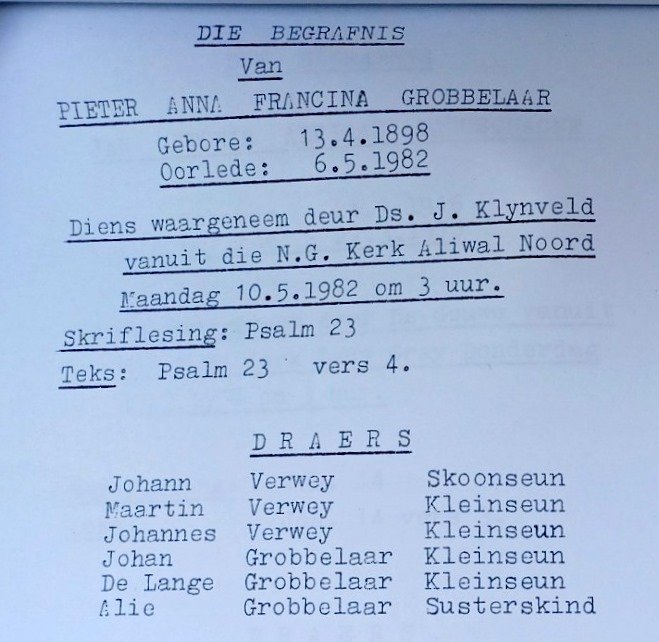 DIE BEGRAFNIS
Van
PIETER ANNA FRANCINA GROBBELAAR
Gebore: 13.4.1898
Oorlede: 6.5.1982
Diens waargeneem deur Ds. J. Klynveld
vanuit die N.G. Kerk Aliwal Noord
Maandag 10.5.1982 om 3 uur.
Skriflesing: Psalm 23
Teks: Psalm 23 vers 4.
D R A E R S
Johann Verwey Skoonseun
Maartin Verwey Kleinseun
Johannes Verwey Kleinseun
Johan Grobbelaar Kleinseun
De Lange Grobbelaar Kleinseun
Alie Grobbelaar Susterskind